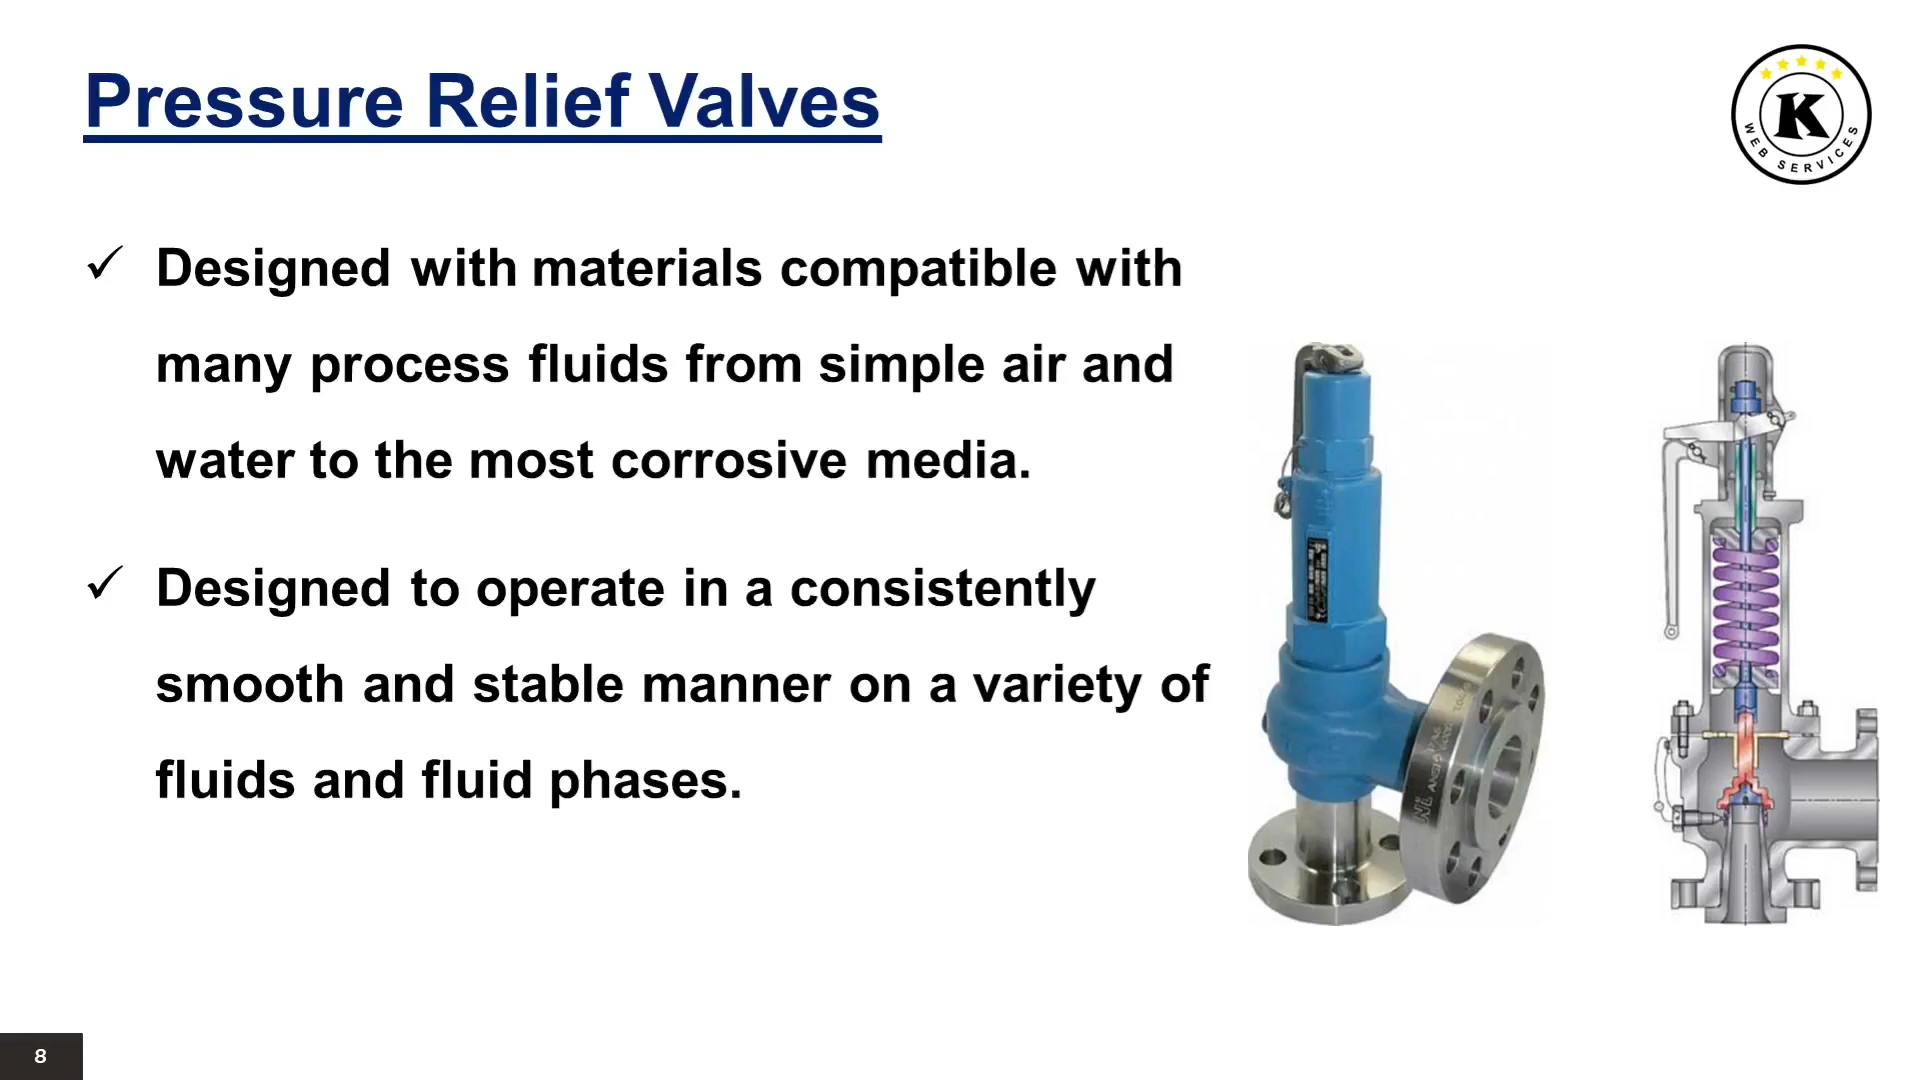 Pressure Relief Valves
K
WEB SERVICES
✓ Designed with materials compatible with
many process fluids from simple air and
water to the most corrosive media.
✓ Designed to operate in a consistently
smooth and stable manner on a variety of
fluids and fluid phases.
8